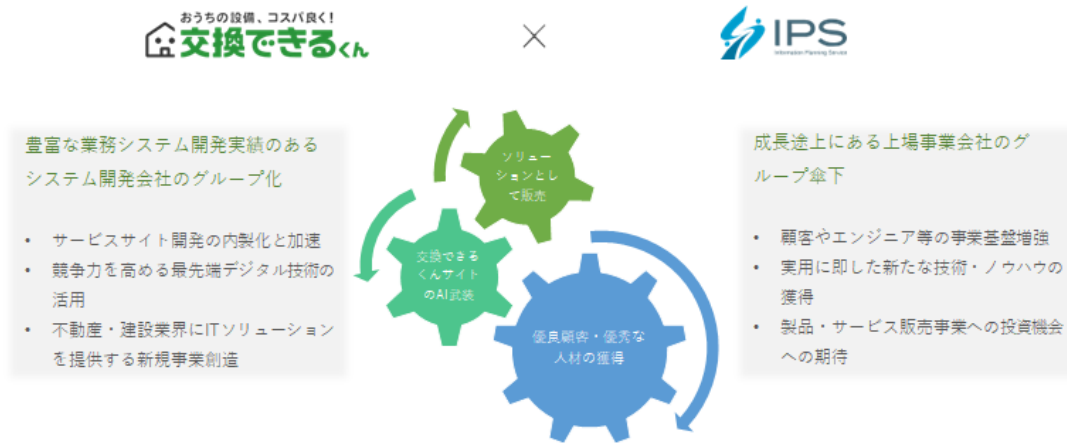 おうちの設備、コスパ良く!
交換できるくん
×
IPS
Information Planning Service
豊富な業務システム開発実績のある
システム開発会社のグループ化
• サービスサイト開発の内製化と加速
• 競争力を高める最先端デジタル技術の
活用
• 不動産・建設業界にITソリューション
を提供する新規事業創造
ソリュー
ションとし
て販売
交換できる
くんサイト
のAI武装
優良顧客・優秀な
人材の獲得
成長途上にある上場事業会社のグ
ループ傘下
• 顧客やエンジニア等の事業基盤増強
• 実用に即した新たな技術・ノウハウの
獲得
• 製品・サービス販売事業への投資機会
への期待